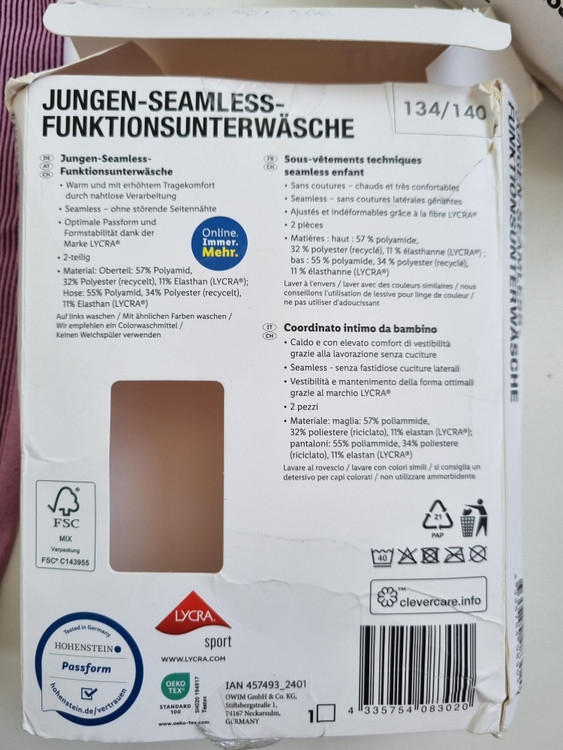 JUNGEN-SEAMLESS-
FUNKTIONSUNTERWÄSCHE
134/140
DE
AT
CH
Jungen-Seamless-
Funktionsunterwäsche
• Warm und mit erhöhtem Tragekomfort
durch nahtlose Verarbeitung
• Seamless – ohne störende Seitennähte
• Optimale Passform und
Formstabilität dank der
Marke LYCRA®
• 2-teilig
• Material: Oberteil: 57% Polyamid,
32% Polyester (recycelt), 11% Elasthan (LYCRA®);
Hose: 55% Polyamid, 34% Polyester (recycelt),
11% Elasthan (LYCRA®)
Auf links waschen / Mit ähnlichen Farben waschen /
Wir empfehlen ein Colorwaschmittel /
Keinen Weichspüler verwenden
Online.
Immer.
Mehr.
FR
CH
Sous-vêtements techniques
seamless enfant
• Sans coutures – chauds et très confortables
• Seamless – sans coutures latérales gênantes
• Ajustés et indéformables grâce à la fibre LYCRA®
• 2 pièces
• Matières : haut : 57 % polyamide,
32 % polyester (recyclé), 11 % élasthanne (LYCRA®) ;
bas : 55 % polyamide, 34 % polyester (recyclé),
11 % élasthanne (LYCRA®)
Laver à l'envers / laver avec des couleurs similaires / nous
conseillons l'utilisation de lessive pour linge de couleur /
ne pas utiliser d'adoucissant
IT
CH
Coordinato intimo da bambino
• Caldo e con elevato comfort di vestibilità
grazie alla lavorazione senza cuciture
• Seamless - senza fastidiose cuciture laterali
• Vestibilità e mantenimento della forma ottimali
grazie al marchio LYCRA®
• 2 pezzi
• Materiale: maglia: 57% poliammide,
32% poliestere (riciclato), 11% elastan (LYCRA®);
pantaloni: 55% poliammide, 34% poliestere
(riciclato), 11% elastan (LYCRA®)
Lavare al rovescio / lavare con colori simili / si consiglia un
detersivo per capi colorati / non utilizzare ammorbidente
FSC
MIX
Verpackung
FSC® C143955
21
PAP
40
clevercare.info
Tested in Germany
HOHENSTEIN
Passform
hohenstein.de/vertrauen
LYCRA®
sport
WWW.LYCRA.COM
OEKO
TEX®
STANDARD
100
www.oeko-tex.com
IAN 457493_2401
OWIM GmbH & Co. KG,
Stiftsbergstraße 1,
74167 Neckarsulm,
GERMANY
1
4 335754 083020
FUNKTIONSUNTERWÄSCHE